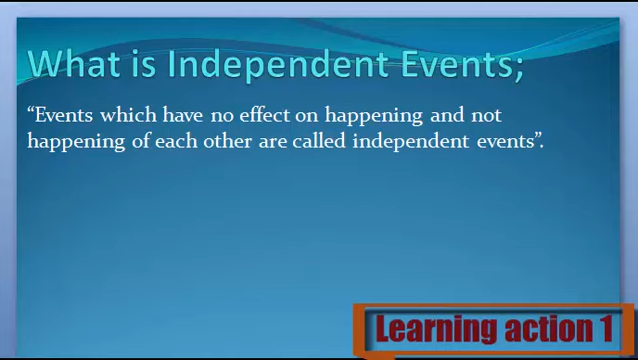 What is Independent Events;
“Events which have no effect on happening and not
happening of each other are called independent events”.
Learning action 1